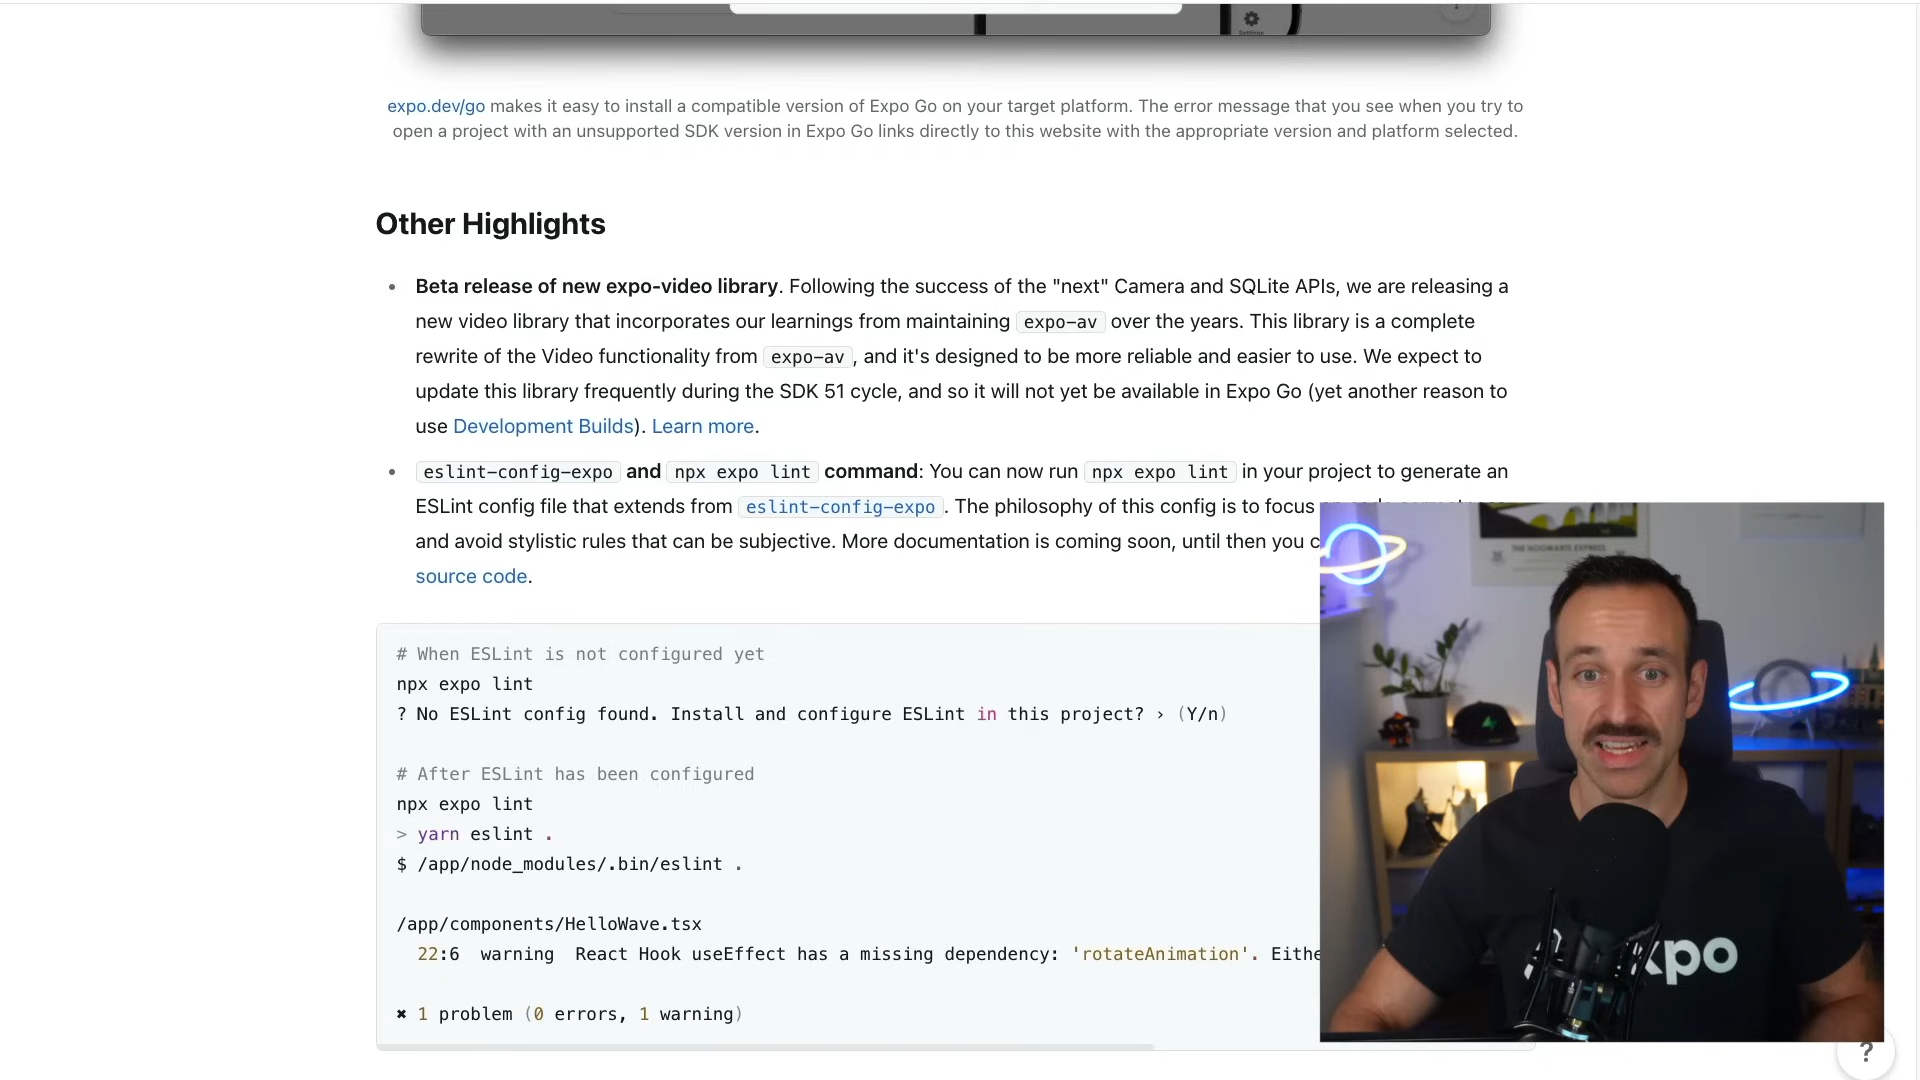 Settings
expo.dev/go makes it easy to install a compatible version of Expo Go on your target platform. The error message that you see when you try to
open a project with an unsupported SDK version in Expo Go links directly to this website with the appropriate version and platform selected.
Other Highlights
• Beta release of new expo-video library. Following the success of the "next" Camera and SQLite APIs, we are releasing a
new video library that incorporates our learnings from maintaining expo-av over the years. This library is a complete
rewrite of the Video functionality from expo-av, and it's designed to be more reliable and easier to use. We expect to
update this library frequently during the SDK 51 cycle, and so it will not yet be available in Expo Go (yet another reason to
use Development Builds). Learn more.
• eslint-config-expo and npx expo lint command: You can now run npx expo lint in your project to generate an
ESLint config file that extends from eslint-config-expo. The philosophy of this config is to focus
and avoid stylistic rules that can be subjective. More documentation is coming soon, until then you c
source code.
# When ESLint is not configured yet
npx expo lint
? No ESLint config found. Install and configure ESLint in this project? › (Y/n)
# After ESLint has been configured
npx expo lint
> yarn eslint .
$ /app/node_modules/.bin/eslint .
/app/components/HelloWave.tsx
22:6 warning React Hook useEffect has a missing dependency: 'rotateAnimation'. Eithe
✖ 1 problem (0 errors, 1 warning)
THE HOGWARTS EXPRESS
xpo
?